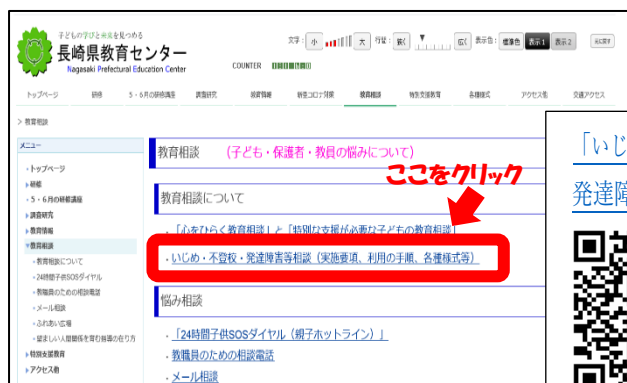 子どもの学びと未来を見つめる
長崎県教育センター
Nagasaki Prefectural Education Center
COUNTER
文字: 小 大 行替: 狭く 広く 表示色: 標準色 表示1 表示2
トップページ 研修 5・6月の研修講座 調査研究 教育情報 新型コロナ対策 教育相談 特別支援教育 各種様式 アクセス勘 交通アクセス
> 教育相談
メニュー
・トップページ
研修
・5・6月の研修講座
調査研究
教育情報
教育相談
・教育相談について
・24時間子供SOSダイヤル
・教職員のための相談電話
・メール相談
・ふれあい広場
・望ましい人間関係を育む指導の在り方
特別支援教育
教育相談 (子ども・保護者・教員の悩みについて)
ここをクリック
教育相談について
・「心をひらく教育相談」と「特別な支援が必要な子どもの教育相談」
・いじめ・不登校・発達障害等相談(実施要項、利用の手順、各種様式等)
悩み相談
・「24時間子供SOSダイヤル(親子ホットライン)」
・教職員のための相談電話
・メール相談
「いじ
発達障